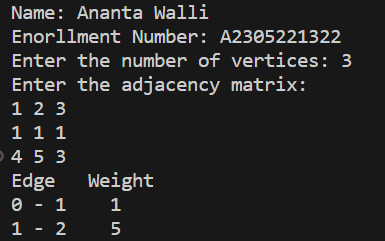 Name: Ananta Walli
Enorllment Number: A2305221322
Enter the number of vertices: 3
Enter the adjacency matrix:
1 2 3
1 1 1
4 5 3
Edge   Weight
0 - 1    1
1 - 2    5